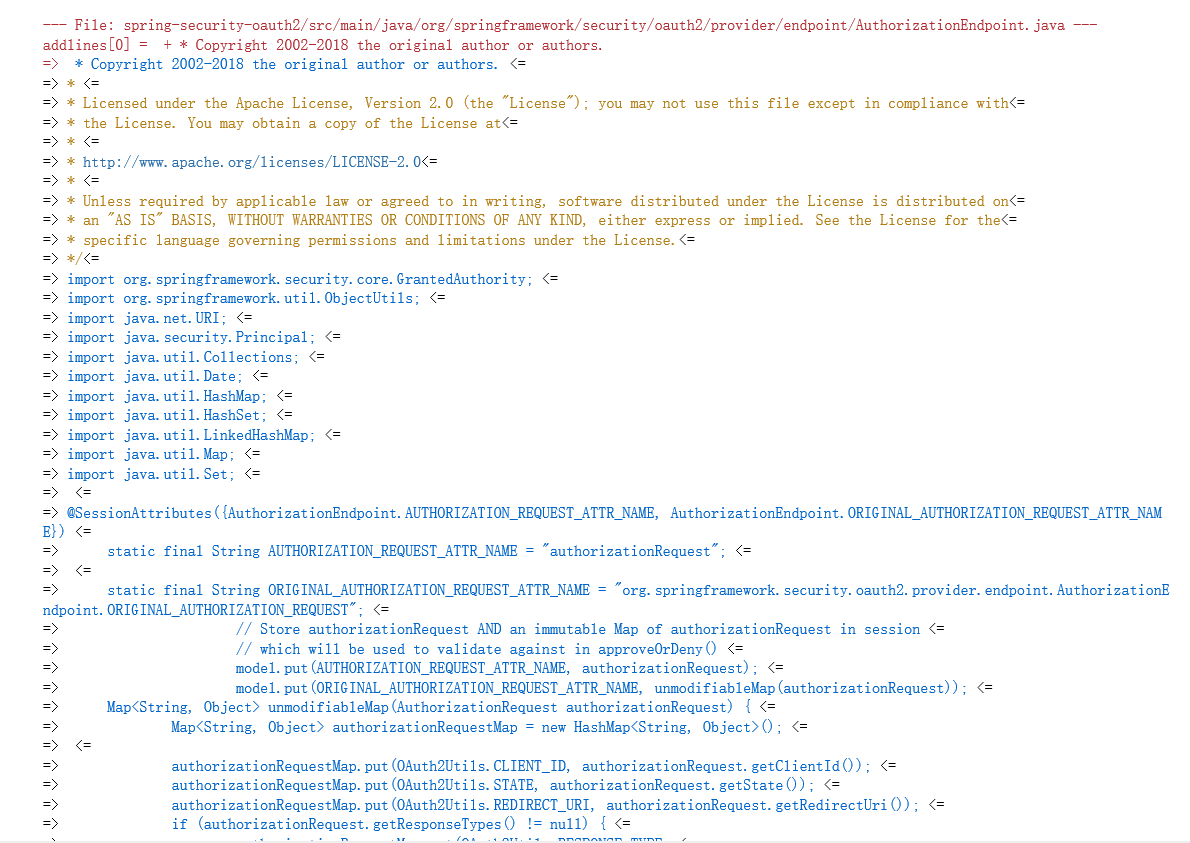 --- File: spring-security-oauth2/src/main/java/org/springframework/security/oauth2/provider/endpoint/AuthorizationEndpoint.java ---
addlines[0] =  + * Copyright 2002-2018 the original author or authors.
=>  * Copyright 2002-2018 the original author or authors. <=
=> * <=
=> * Licensed under the Apache License, Version 2.0 (the "License"); you may not use this file except in compliance with<=
=> * the License. You may obtain a copy of the License at<=
=> * <=
=> * http://www.apache.org/licenses/LICENSE-2.0<=
=> * <=
=> * Unless required by applicable law or agreed to in writing, software distributed under the License is distributed on<=
=> * an "AS IS" BASIS, WITHOUT WARRANTIES OR CONDITIONS OF ANY KIND, either express or implied. See the License for the<=
=> * specific language governing permissions and limitations under the License.<=
=> */<=
=> import org.springframework.security.core.GrantedAuthority; <=
=> import org.springframework.util.ObjectUtils; <=
=> import java.net.URI; <=
=> import java.security.Principal; <=
=> import java.util.Collections; <=
=> import java.util.Date; <=
=> import java.util.HashMap; <=
=> import java.util.HashSet; <=
=> import java.util.LinkedHashMap; <=
=> import java.util.Map; <=
=> import java.util.Set; <=
=>  <=
=> @SessionAttributes({AuthorizationEndpoint.AUTHORIZATION_REQUEST_ATTR_NAME, AuthorizationEndpoint.ORIGINAL_AUTHORIZATION_REQUEST_ATTR_NAM
E}) <=
=>      static final String AUTHORIZATION_REQUEST_ATTR_NAME = "authorizationRequest"; <=
=>  <=
=>      static final String ORIGINAL_AUTHORIZATION_REQUEST_ATTR_NAME = "org.springframework.security.oauth2.provider.endpoint.AuthorizationE
ndpoint.ORIGINAL_AUTHORIZATION_REQUEST"; <=
=>                      // Store authorizationRequest AND an immutable Map of authorizationRequest in session <=
=>                      // which will be used to validate against in approveOrDeny() <=
=>                      model.put(AUTHORIZATION_REQUEST_ATTR_NAME, authorizationRequest); <=
=>                      model.put(ORIGINAL_AUTHORIZATION_REQUEST_ATTR_NAME, unmodifiableMap(authorizationRequest)); <=
=>      Map<String, Object> unmodifiableMap(AuthorizationRequest authorizationRequest) { <=
=>              Map<String, Object> authorizationRequestMap = new HashMap<String, Object>(); <=
=>  <=
=>              authorizationRequestMap.put(OAuth2Utils.CLIENT_ID, authorizationRequest.getClientId()); <=
=>              authorizationRequestMap.put(OAuth2Utils.STATE, authorizationRequest.getState()); <=
=>              authorizationRequestMap.put(OAuth2Utils.REDIRECT_URI, authorizationRequest.getRedirectUri()); <=
=>              if (authorizationRequest.getResponseTypes() != null) { <=